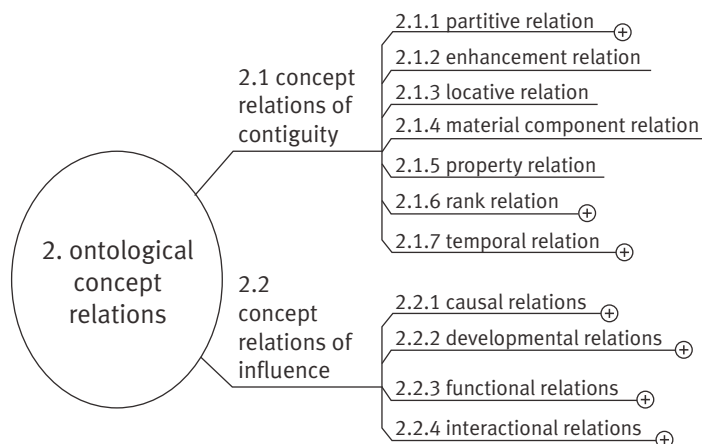 2. ontological
concept
relations
2.1 concept
relations of
contiguity
2.1.1 partitive relation
2.1.2 enhancement relation
2.1.3 locative relation
2.1.4 material component relation
2.1.5 property relation
2.1.6 rank relation
2.1.7 temporal relation
2.2
concept
relations of
influence
2.2.1 causal relations
2.2.2 developmental relations
2.2.3 functional relations
2.2.4 interactional relations